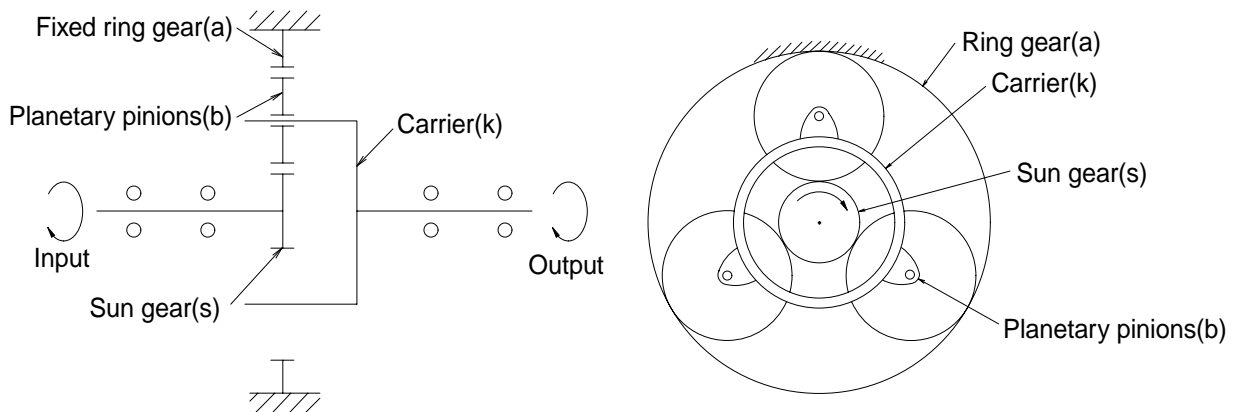 Fixed ring gear(a)
Planetary pinions(b)
Carrier(k)
Input
Output
Sun gear(s)
Ring gear(a)
Carrier(k)
Sun gear(s)
Planetary pinions(b)